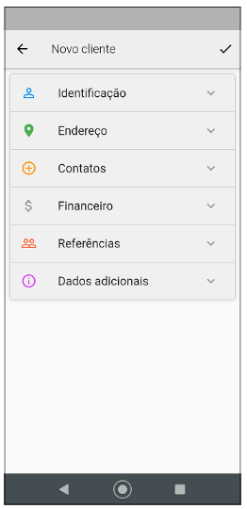 Novo cliente
Identificação
Endereço
Contatos
Financeiro
Referências
Dados adicionais